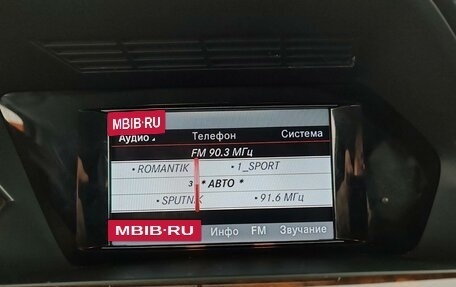 MBIB·RU
Аудио Телефон Система
FM 90.3 МГц
• ROMANTIK • 1_SPORT
3 * АВТО *
• SPUTNIK • 91.6 МГц
MBIB-RU Инфо FM Звучание